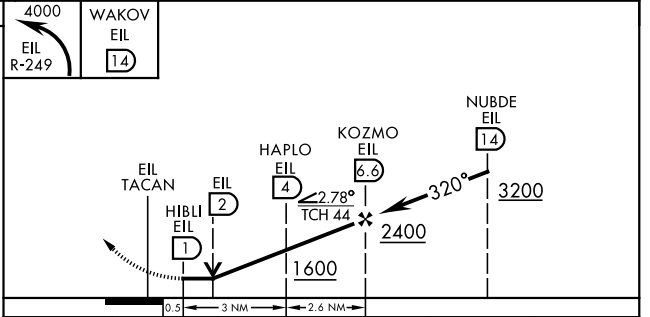 4000
EIL
R-249
WAKOV
EIL
14
NUBDE
EIL
14
KOZMO
EIL
6.6
HAPLO
EIL
4
EIL
TACAN
EIL
2
HIBLI
EIL
1
2.78°
TCH 44
320°
3200
2400
1600
0.5
3 NM
2.6 NM